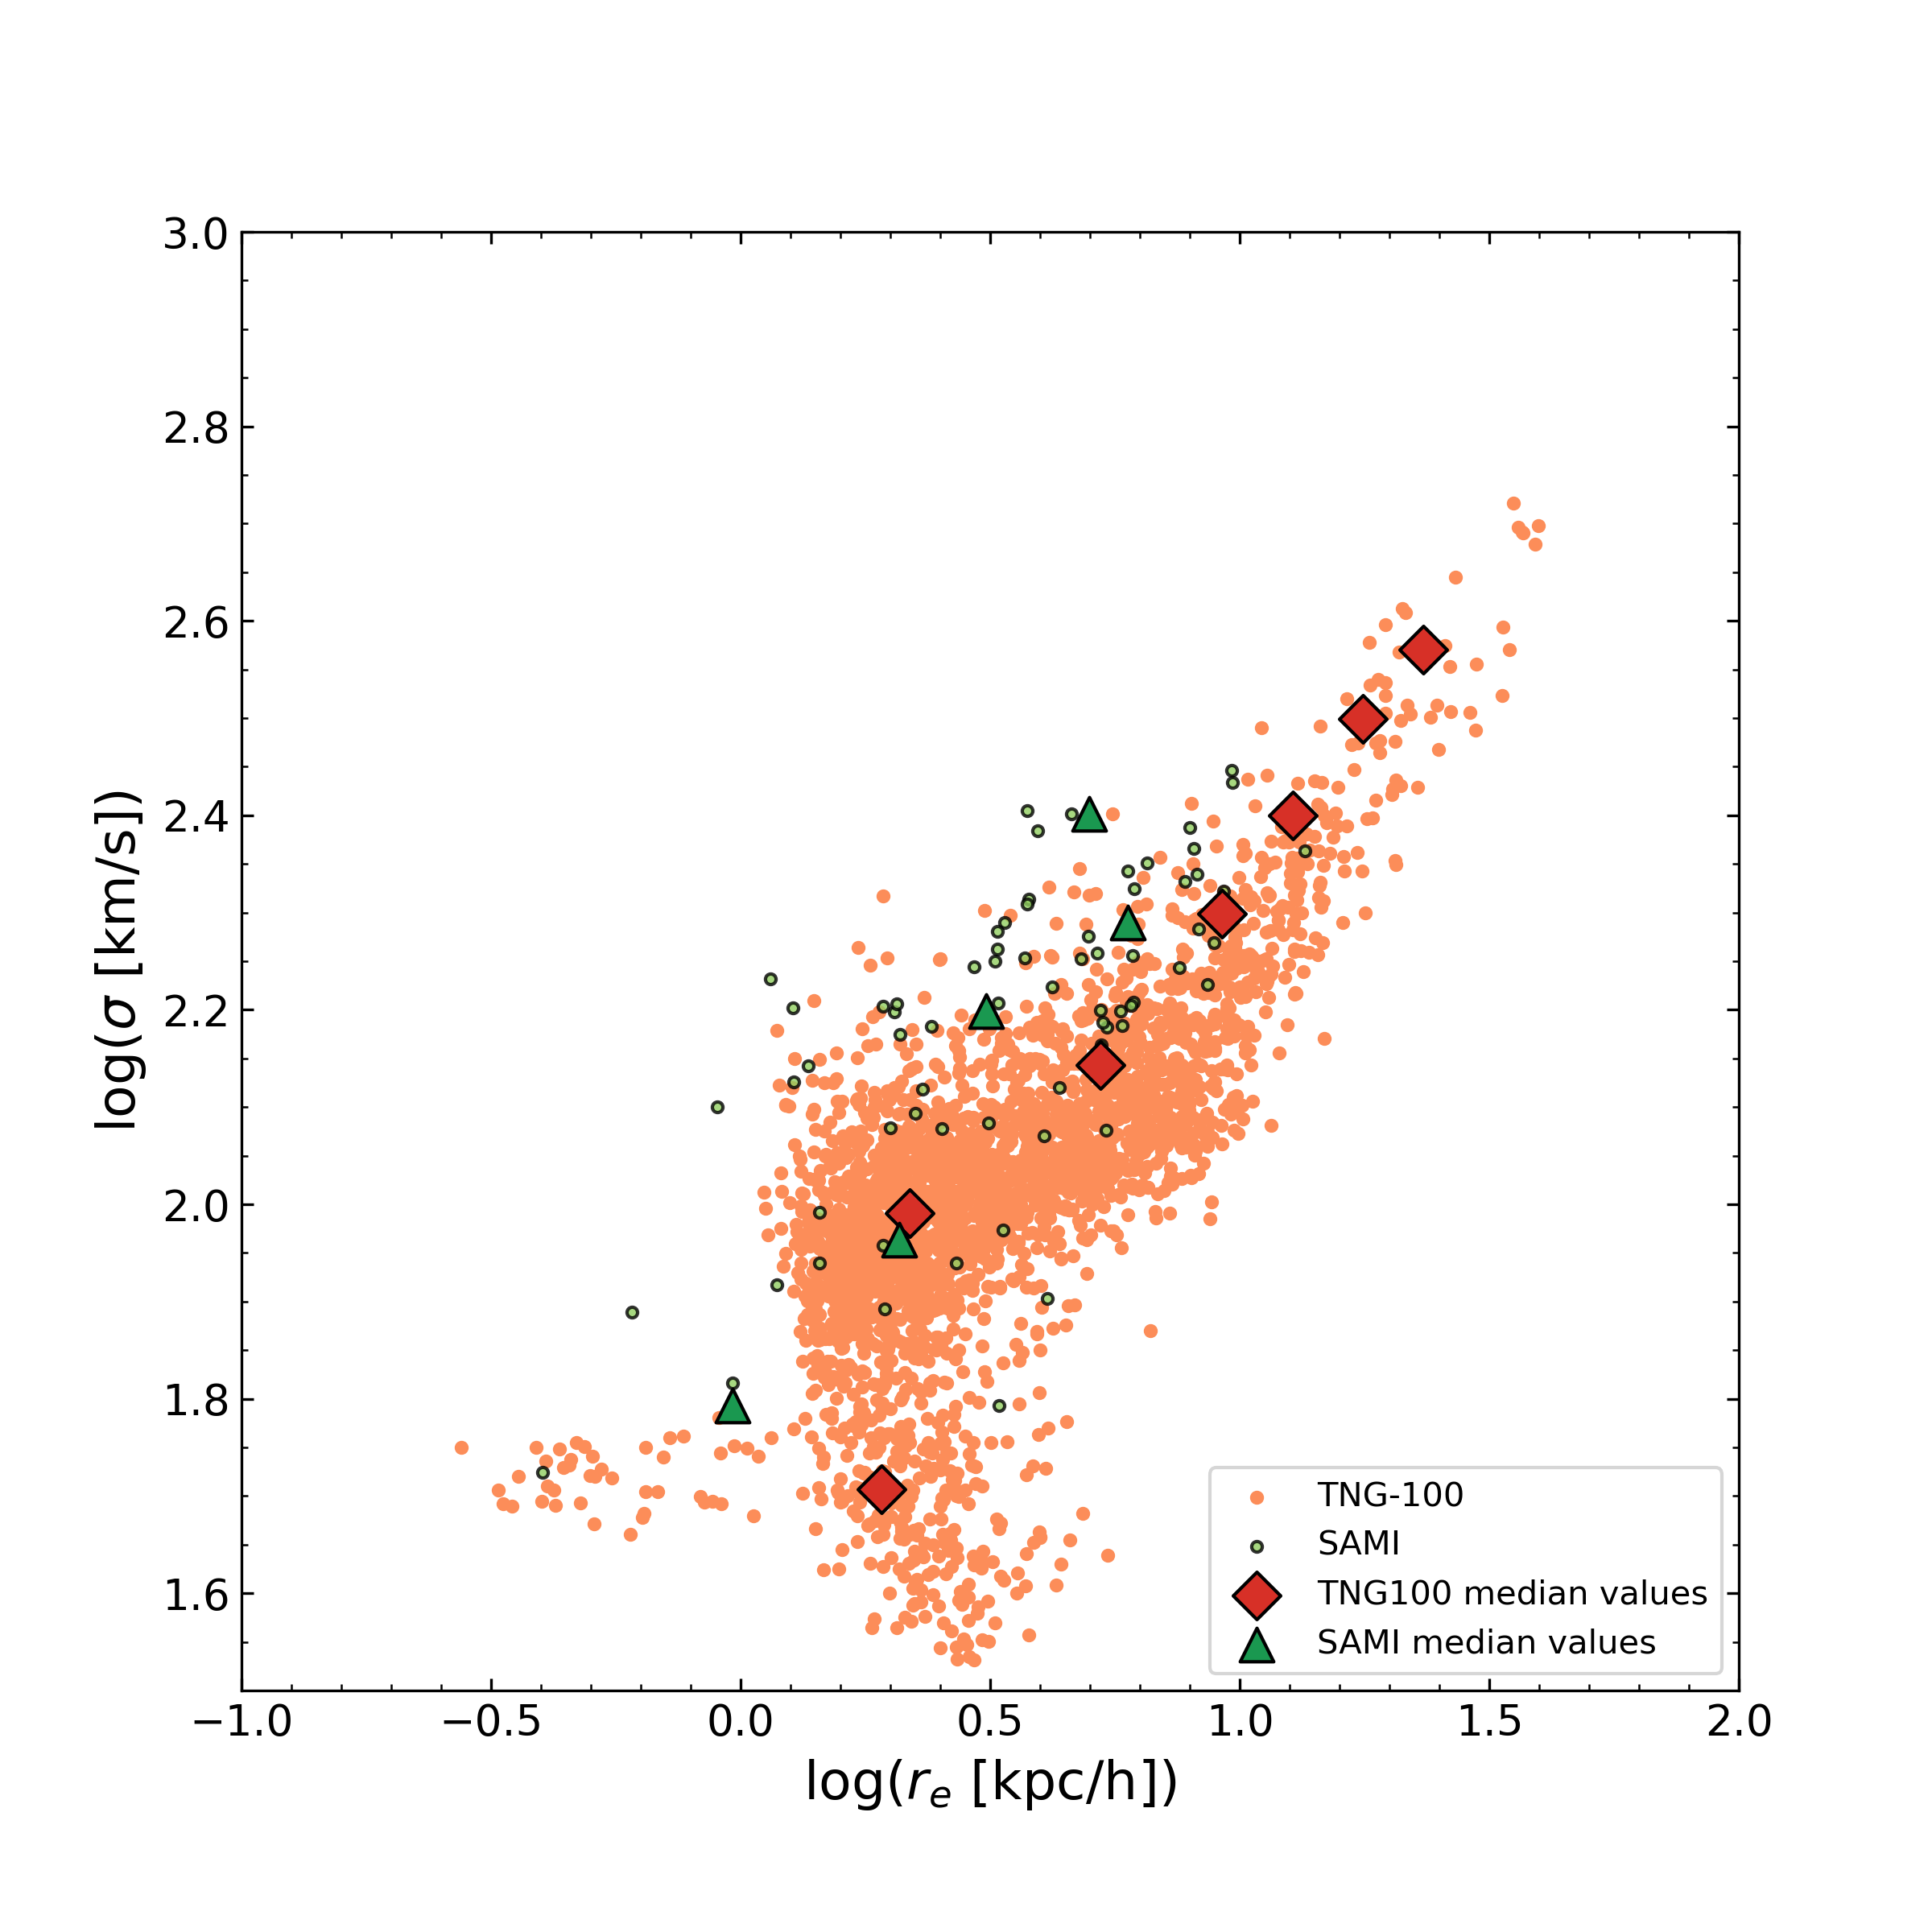 3.0
2.8
2.6
2.4
2.2
2.0
1.8
1.6
log(σ [km/s])
TNG-100
SAMI
TNG100 median values
SAMI median values
−1.0 −0.5 0.0 0.5 1.0 1.5 2.0
log(rₑ [kpc/h])